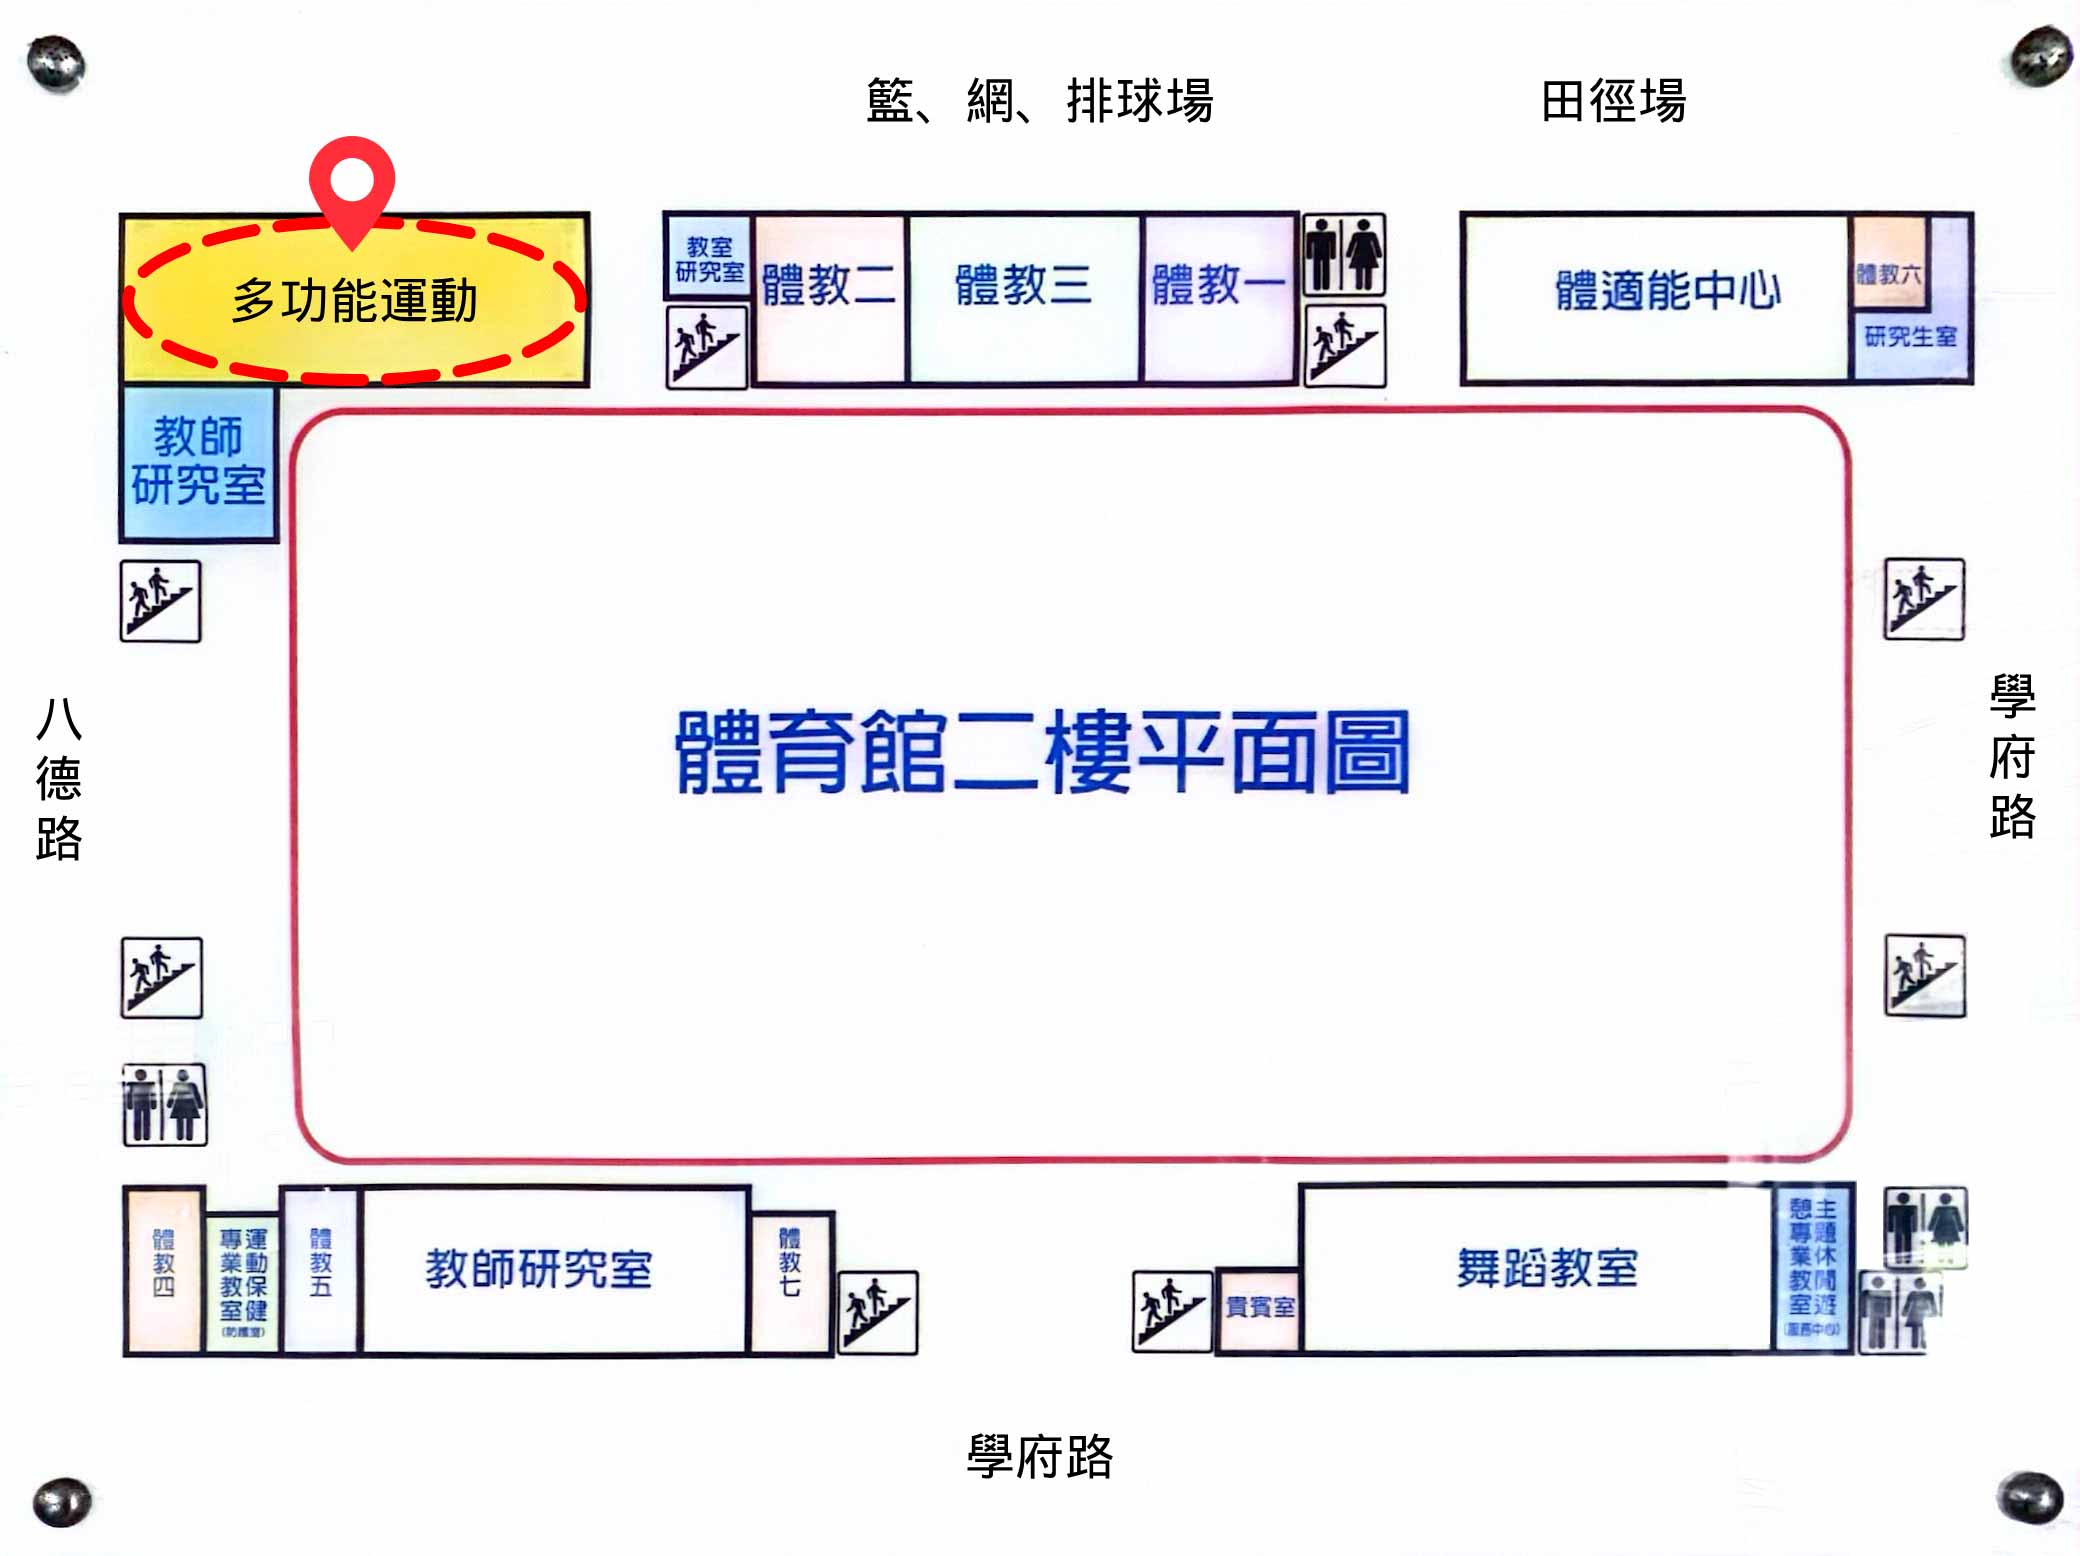 籃、網、排球場
田徑場
多功能運動
教室
研究室
體教二
體教三
體教一
體適能中心
體教六
研究生室
教師
研究室
八德路
體育館二樓平面圖
學府路
體教四
運動保健
專業教室
(防護室)
體教五
教師研究室
體教七
貴賓室
舞蹈教室
主題休閒遊
憩專業教室
(服務中心)
學府路